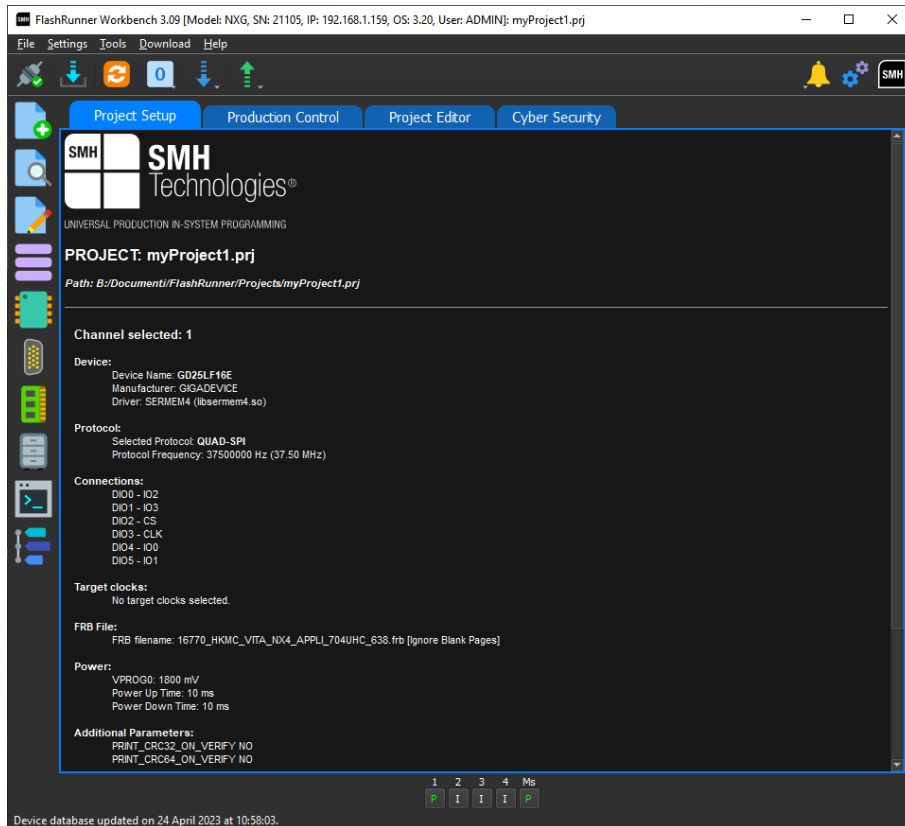 FlashRunner Workbench 3.09 [Model: NXG, SN: 21105, IP: 192.168.1.159, OS: 3.20, User: ADMIN]: myProject1.prj
File Settings Tools Download Help
0
SMH
Project Setup Production Control Project Editor Cyber Security
SMH
SMH
Technologies®
UNIVERSAL PRODUCTION IN-SYSTEM PROGRAMMING
PROJECT: myProject1.prj
Path: B:/Documenti/FlashRunner/Projects/myProject1.prj
Channel selected: 1
Device:
Device Name: GD25LF16E
Manufacturer: GIGADEVICE
Driver: SERMEM4 (libsermem4.so)
Protocol:
Selected Protocol: QUAD-SPI
Protocol Frequency: 37500000 Hz (37.50 MHz)
Connections:
DIO0 - IO2
DIO1 - IO3
DIO2 - CS
DIO3 - CLK
DIO4 - IO0
DIO5 - IO1
Target clocks:
No target clocks selected.
FRB File:
FRB filename: 16770_HKMC_VITA_NX4_APPLI_704UHC_638.frb [Ignore Blank Pages]
Power:
VPROG0: 1800 mV
Power Up Time: 10 ms
Power Down Time: 10 ms
Additional Parameters:
PRINT_CRC32_ON_VERIFY NO
PRINT_CRC64_ON_VERIFY NO
1 2 3 4 Ms
P I I I P
Device database updated on 24 April 2023 at 10:58:03.